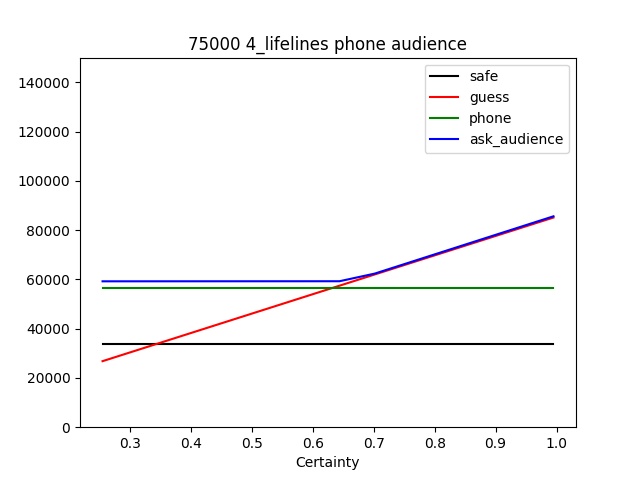 75000 4_lifelines phone audience
safe
guess
phone
ask_audience
140000
120000
100000
80000
60000
40000
20000
0
0.3 0.4 0.5 0.6 0.7 0.8 0.9 1.0
Certainty